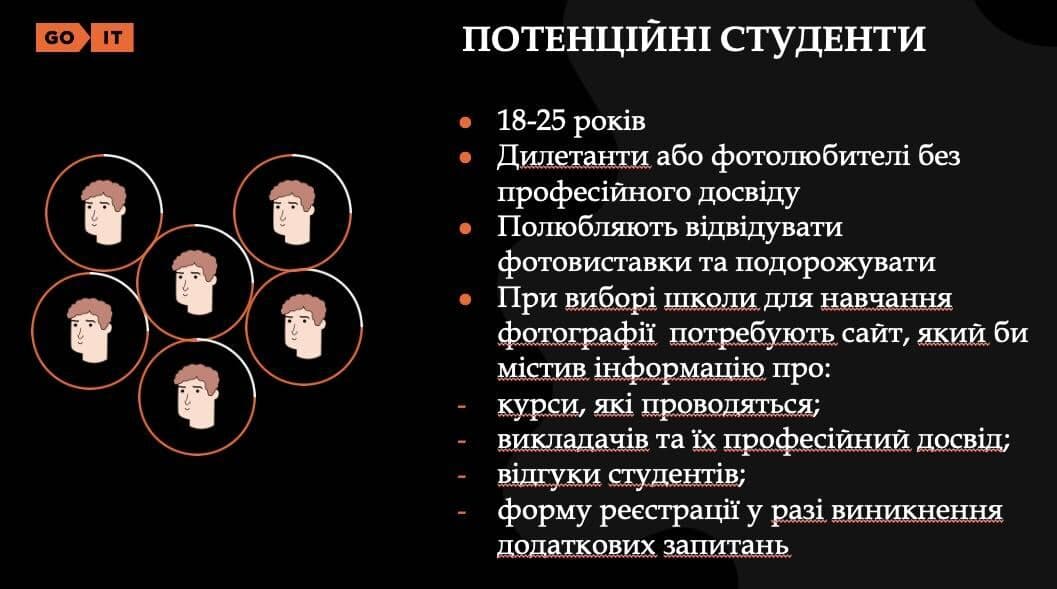 GO IT
ПОТЕНЦІЙНІ СТУДЕНТИ
● 18-25 років
● Дилетанти або фотолюбителі без
професійного досвіду
● Полюбляють відвідувати
фотовиставки та подорожувати
● При виборі школи для навчання
фотографії потребують сайт, який би
містив інформацію про:
- курси, які проводяться;
- викладачів та їх професійний досвід;
- відгуки студентів;
- форму реєстрації у разі виникнення
додаткових запитань